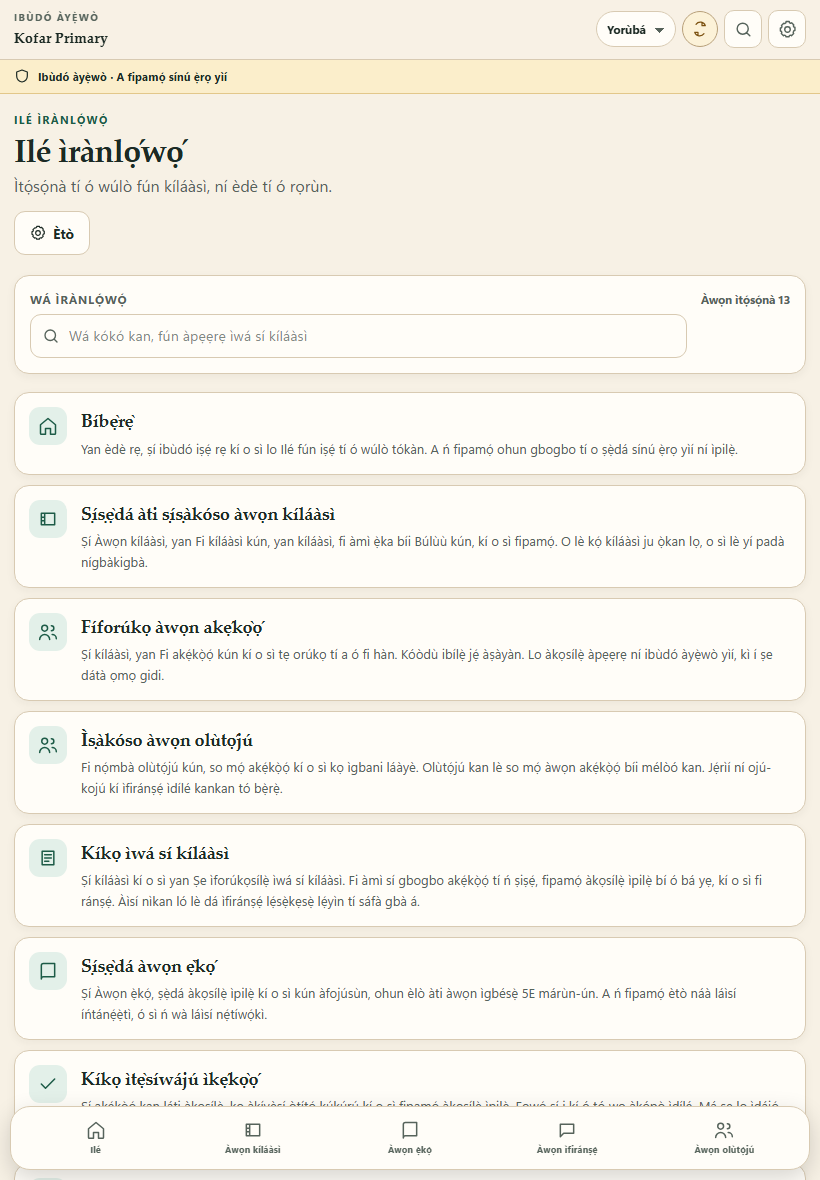 IBÙDÓ ÀYẸ̀WÒ
Kofar Primary
Yorùbá
Ibùdó àyẹ̀wò · A fipamọ́ sínú ẹ̀rọ yìí
ILÉ ÌRÀNLỌ́WỌ́
Ilé ìrànlọ́wọ́
Ìtọ́sọ́nà tí ó wúlò fún kíláàsì, ní èdè tí ó rọrùn.
Ètò
WÁ ÌRÀNLỌ́WỌ́
Àwọn ìtọ́sọ́nà 13
Wá kókó kan, fún àpẹẹrẹ ìwá sí kíláàsì
Bíbẹ̀rẹ̀
Yan èdè rẹ, ṣí ibùdó iṣẹ́ rẹ kí o sì lo Ilé fún iṣẹ́ tí ó wúlò tókàn. A ń fipamọ́ ohun gbogbo tí o ṣẹ̀dá sínú ẹ̀rọ yìí ní ìpilẹ̀.
Ṣíṣẹ̀dá àti ṣíṣàkóso àwọn kíláàsì
Ṣí Àwọn kíláàsì, yan Fi kíláàsì kún, yan kíláàsì, fi àmì ẹ̀ka bíi Búlúù kún, kí o sì fipamọ́. O lè kọ́ kíláàsì ju ọ̀kan lọ, o sì lè yí padà
nígbàkigbà.
Fíforúkọ àwọn akẹ́kọ̀ọ́
Ṣí kíláàsì, yan Fi akẹ́kọ̀ọ́ kún kí o sì tẹ orúkọ tí a ó fi hàn. Kóòdù ibílẹ̀ jẹ́ àṣàyàn. Lo àkọsílẹ̀ àpẹẹrẹ ní ibùdó àyẹ̀wò yìí, kì í ṣe
dátà ọmọ gidi.
Ìṣàkóso àwọn olùtọ́jú
Fi nọ́mbà olùtọ́jú kún, so mọ́ akẹ́kọ̀ọ́ kí o sì kọ ìgbani láàyè. Olùtọ́jú kan lè so mọ́ àwọn akẹ́kọ̀ọ́ bíi mélòó kan. Jẹ́rìí ní ojú-
kojú kí ìfiránṣẹ́ ìdílé kankan tó bẹ̀rẹ̀.
Kíkọ ìwá sí kíláàsì
Ṣí kíláàsì kí o sì yan Ṣe ìforúkọsílẹ̀ ìwá sí kíláàsì. Fi àmì sí gbogbo akẹ́kọ̀ọ́ tí ń ṣiṣẹ́, fipamọ́ àkọsílẹ̀ ìpilẹ̀ bí ó bá yẹ, kí o sì fi
ránṣẹ́. Àìsí nìkan ló lè dá ìfiránṣẹ́ lẹ́sẹ̀kẹsẹ̀ lẹ́yìn tí sáfà gbà á.
Ṣíṣẹ̀dá àwọn ẹ̀kọ́
Ṣí Àwọn ẹ̀kọ́, ṣẹ̀dá àkọsílẹ̀ ìpilẹ̀ kí o sì kún àfojúsùn, ohun èlò àti àwọn ìgbésẹ̀ 5E márùn-ún. A ń fipamọ́ ètò náà láìsí
íńtánẹ́ẹ̀tì, ó sì ń wà láìsí nẹ́tíwọ́kì.
Kíkọ ìtẹ̀síwájú ìkẹ́kọ̀ọ́
Ilé
Àwọn kíláàsì
Àwọn ẹ̀kọ́
Àwọn ìfiránṣẹ́
Àwọn olùtọ́jú